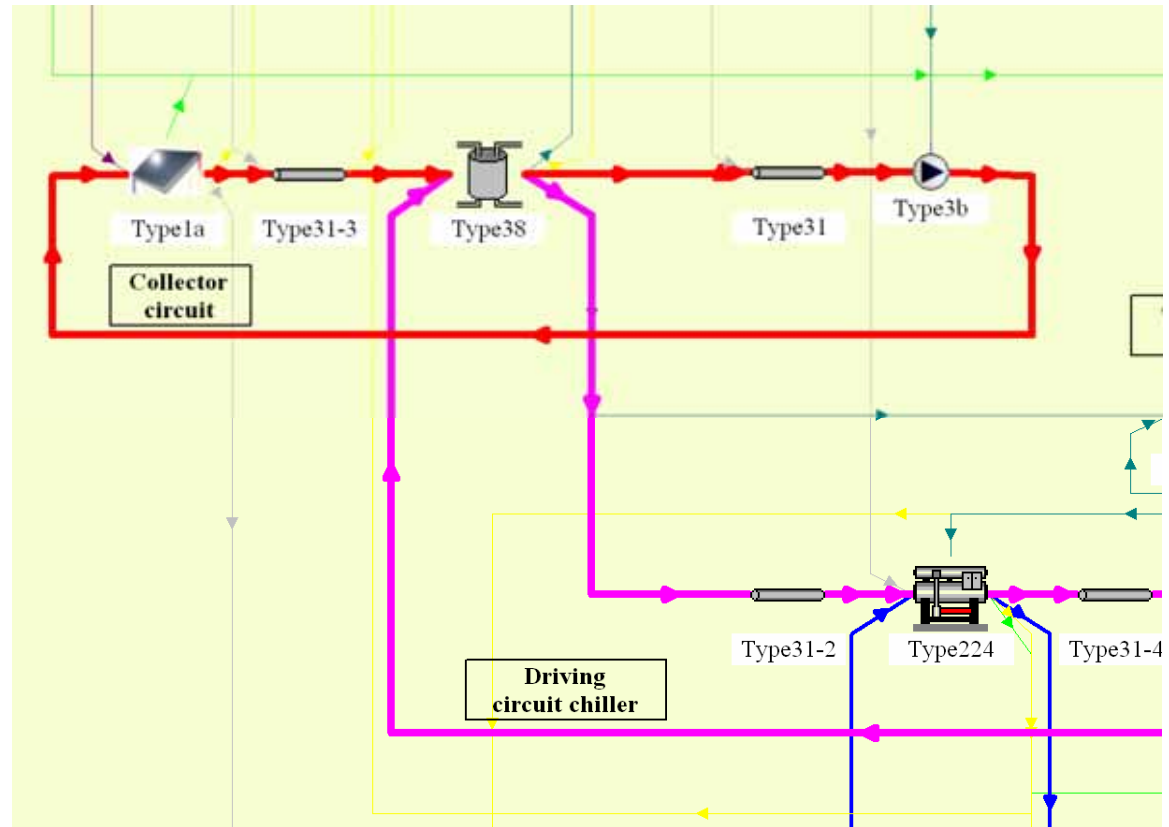 Type1a
Type31-3
Type38
Type31
Type3b
Collector
circuit
Type31-2
Type224
Type31-4
Driving
circuit chiller